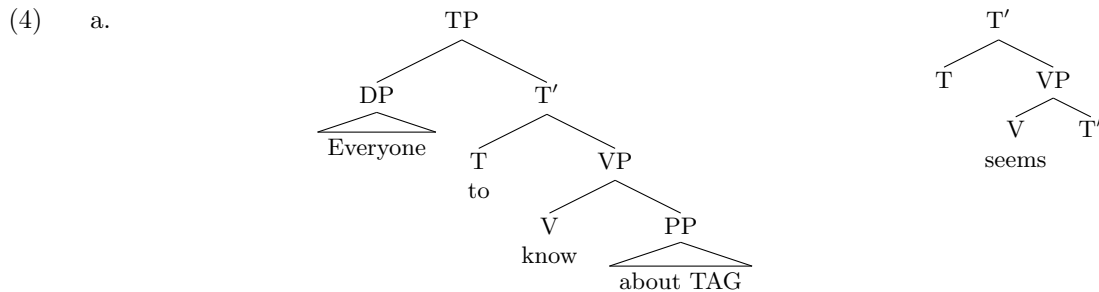 (4) a. TP T′
T VP
DP T′
V T′
Everyone T VP seems
to
V PP
know
about TAG